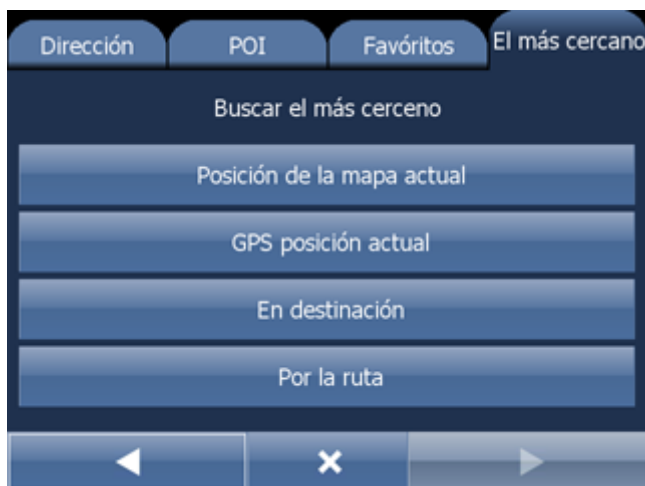 Dirección
POI
Favóritos
El más cercano
Buscar el más cerceno
Posición de la mapa actual
GPS posición actual
En destinación
Por la ruta